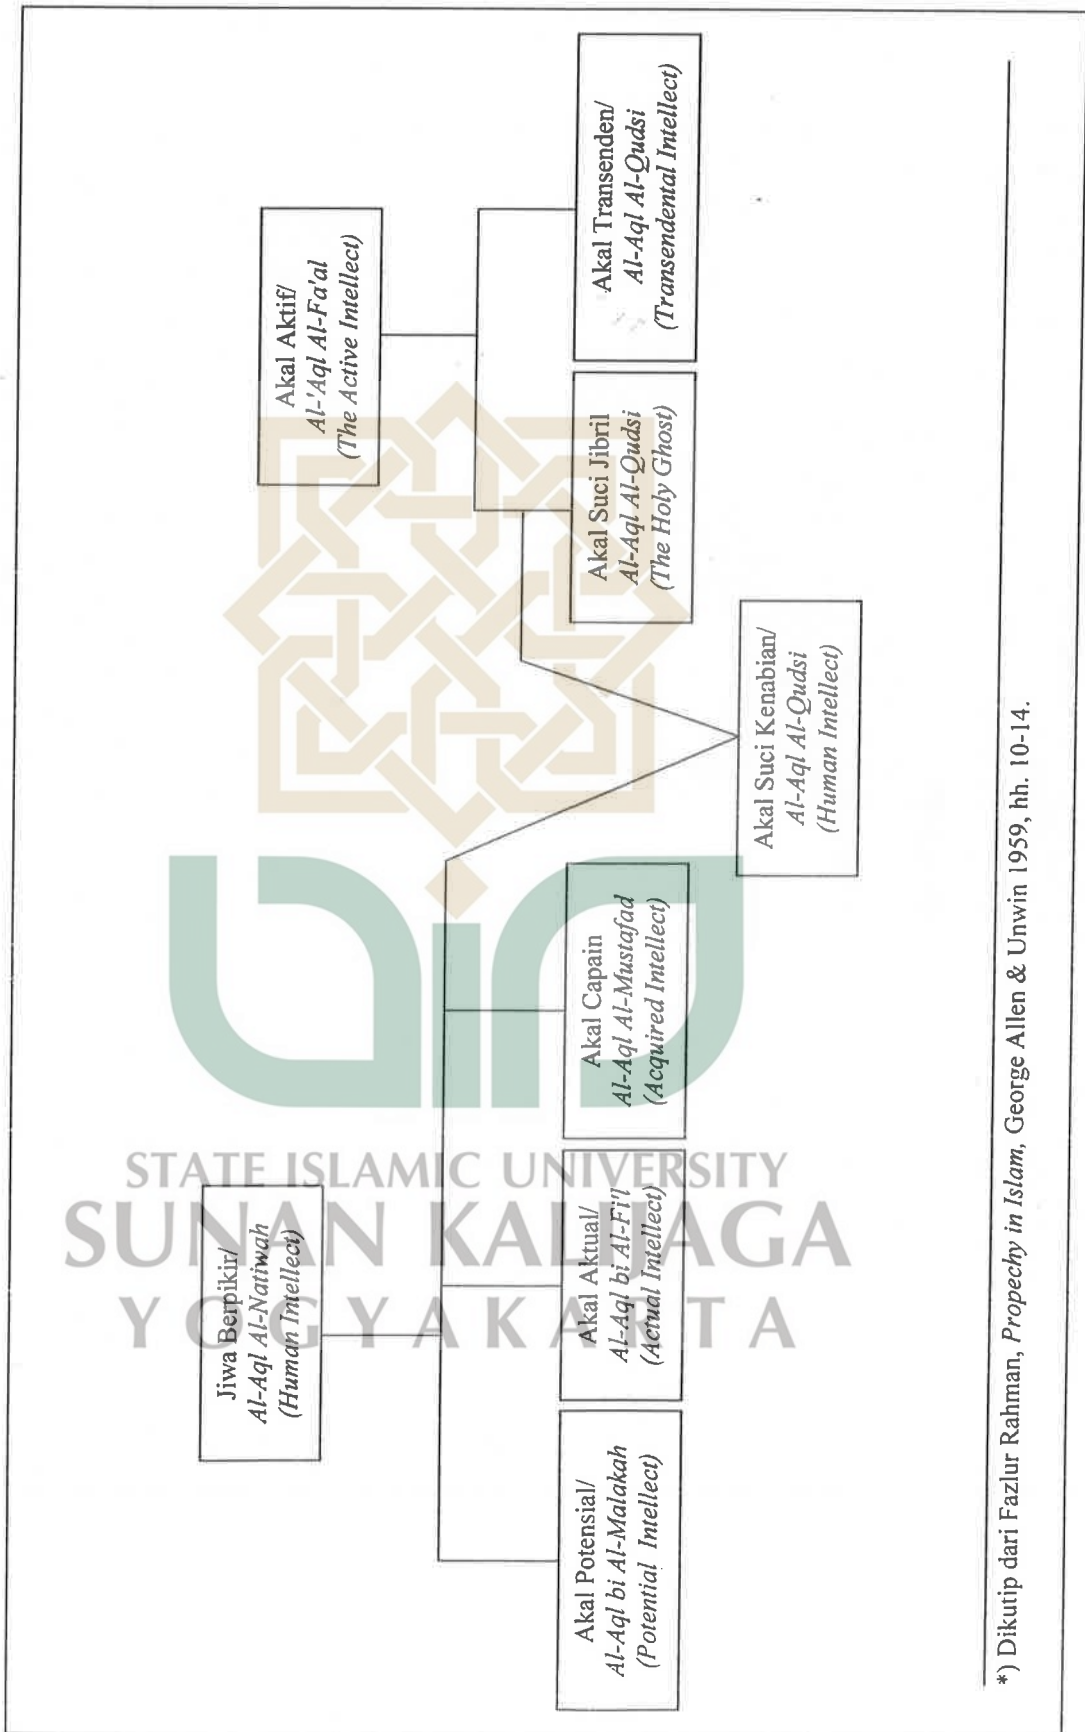 Jiwa Berpikir/
Al-Aql Al-Natiwah
(Human Intellect)
Akal Aktif/
Al-'Aql Al-Fa'al
(The Active Intellect)
Akal Potensial/
Al-Aql bi Al-Malakah
(Potential Intellect)
Akal Aktual/
Al-Aql bi Al-Fi'l
(Actual Intellect)
Akal Capain
Al-Aql Al-Mustafad
(Acquired Intellect)
Akal Suci Jibril
Al-Aql Al-Qudsi
(The Holy Ghost)
Akal Transenden/
Al-Aql Al-Qudsi
(Transendental Intellect)
Akal Suci Kenabian/
Al-Aql Al-Qudsi
(Human Intellect)
*) Dikutip dari Fazlur Rahman, Propechy in Islam, George Allen & Unwin 1959, hh. 10-14.
STATE ISLAMIC UNIVERSITY
SUNAN KALIJAGA
YOGYAKARTA